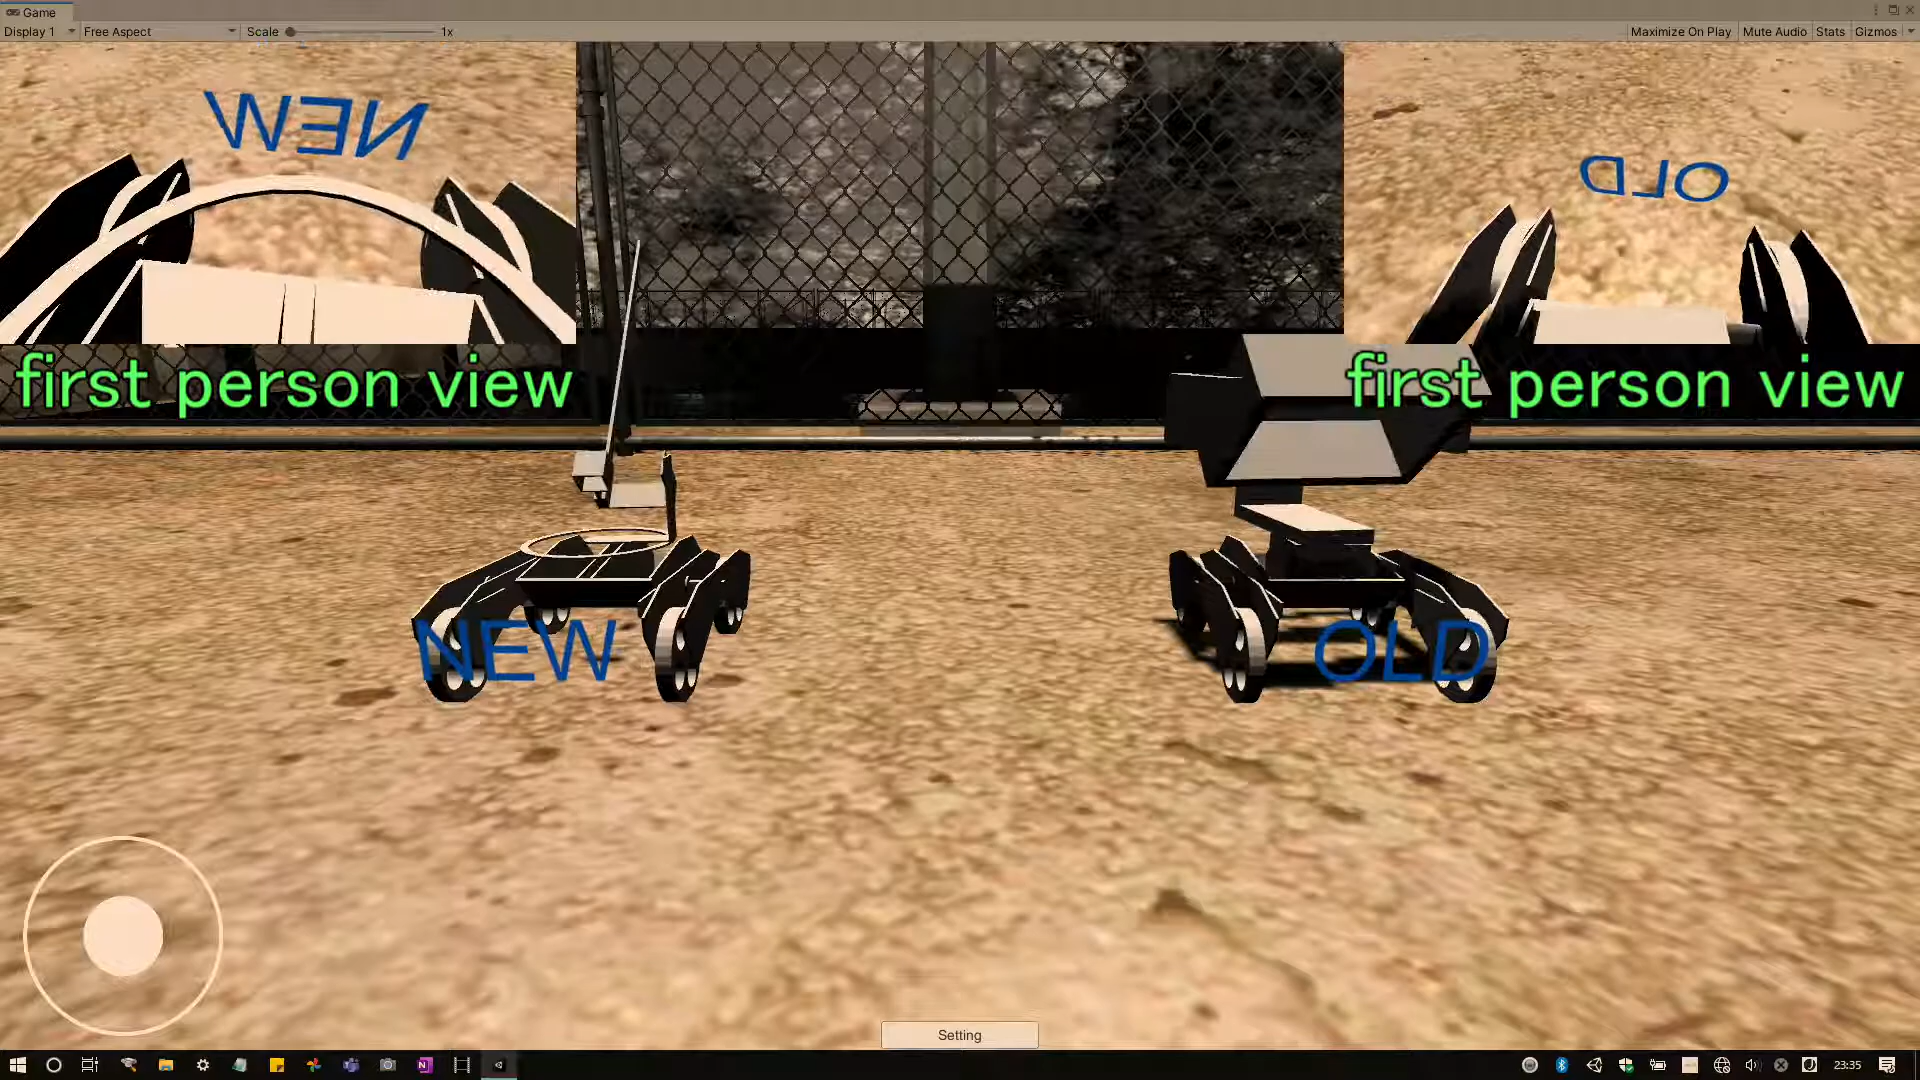 Game
Display 1 Free Aspect Scale 1x Maximize On Play Mute Audio Stats Gizmos
NEW
OLD
first person view
first person view
NEW
OLD
Setting
23:35